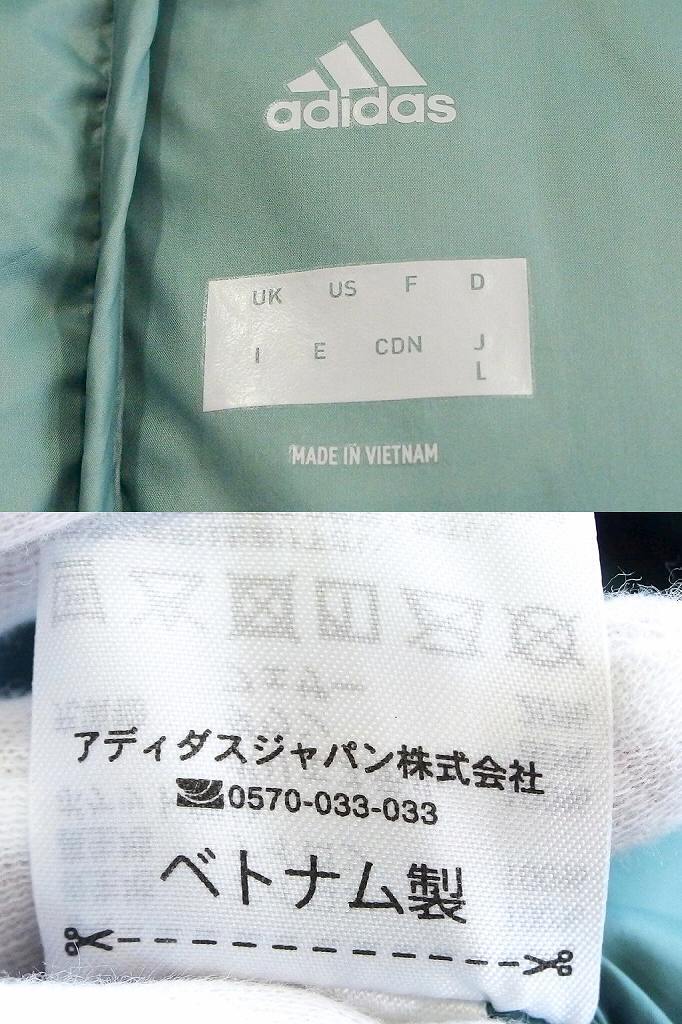 adidas
UK US F D
I E CDN J
L
MADE IN VIETNAM
アディダスジャパン株式会社
0570-033-033
ベトナム製